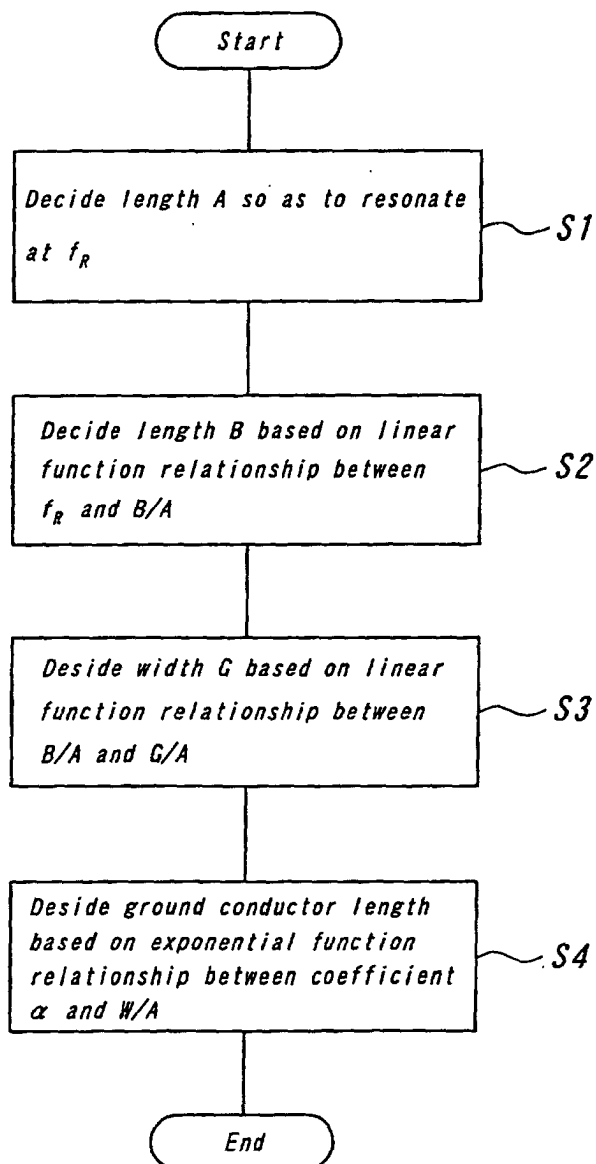 Start
Decide length A so as to resonate
at f_R
S1
Decide length B based on linear
function relationship between
f_R and B/A
S2
Deside width G based on linear
function relationship between
B/A and G/A
S3
Deside ground conductor length
based on exponential function
relationship between coefficient
α and W/A
S4
End